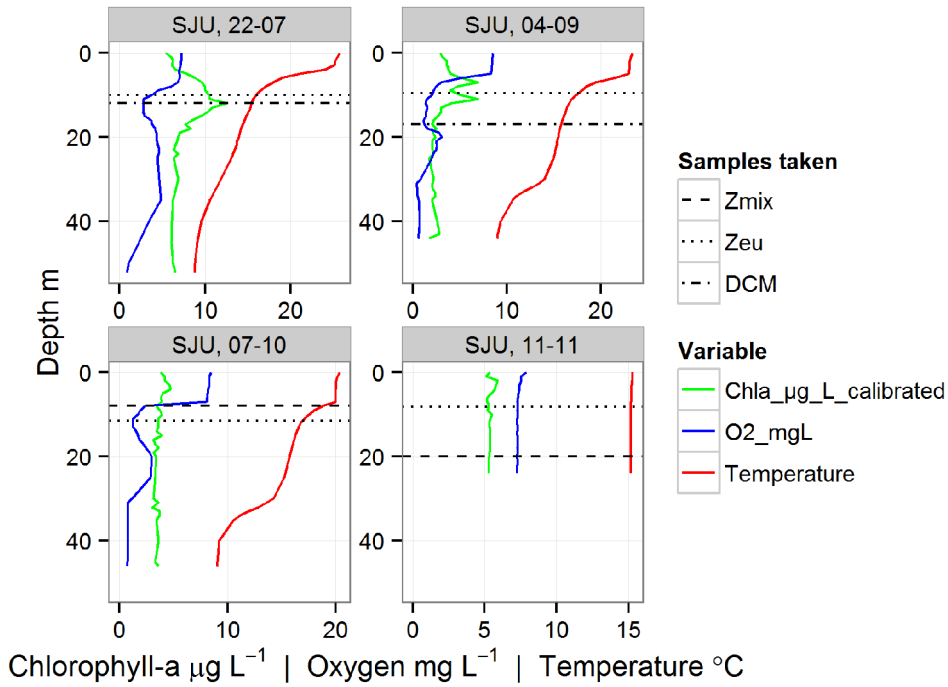 SJU, 22-07
SJU, 04-09
0
20
40
0
20
40
0 10 20
0 10 20
SJU, 07-10
SJU, 11-11
0
20
40
0
20
40
0 10 20
0 5 10 15
Depth m
Chlorophyll-a μg L⁻¹ | Oxygen mg L⁻¹ | Temperature °C
Samples taken
Zmix
Zeu
DCM
Variable
Chla_μg_L_calibrated
O2_mgL
Temperature